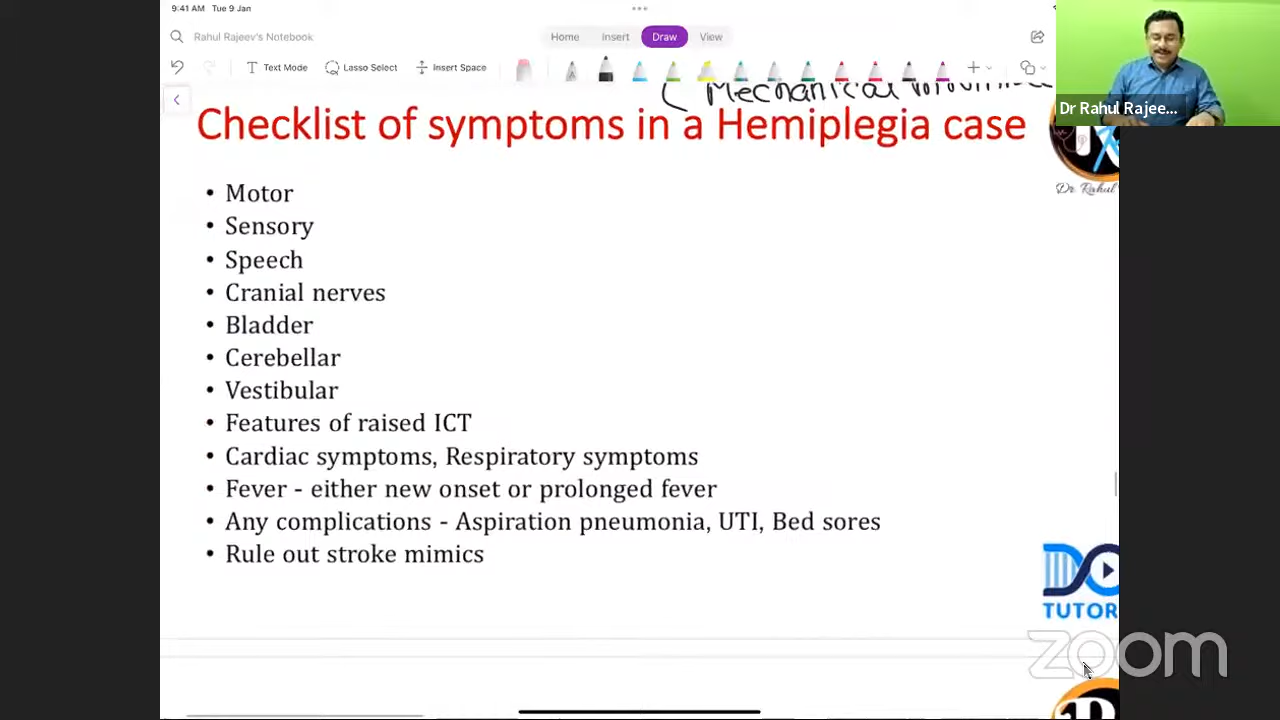 9:41 AM Tue 9 Jan
Rahul Rajeev's Notebook
Home Insert Draw View
Text Mode Lasso Select Insert Space
( Mechanical
Dr Rahul Rajee...
Checklist of symptoms in a Hemiplegia case
Dr Rahul
• Motor
• Sensory
• Speech
• Cranial nerves
• Bladder
• Cerebellar
• Vestibular
• Features of raised ICT
• Cardiac symptoms, Respiratory symptoms
• Fever - either new onset or prolonged fever
• Any complications - Aspiration pneumonia, UTI, Bed sores
• Rule out stroke mimics
TUTOR
zoom